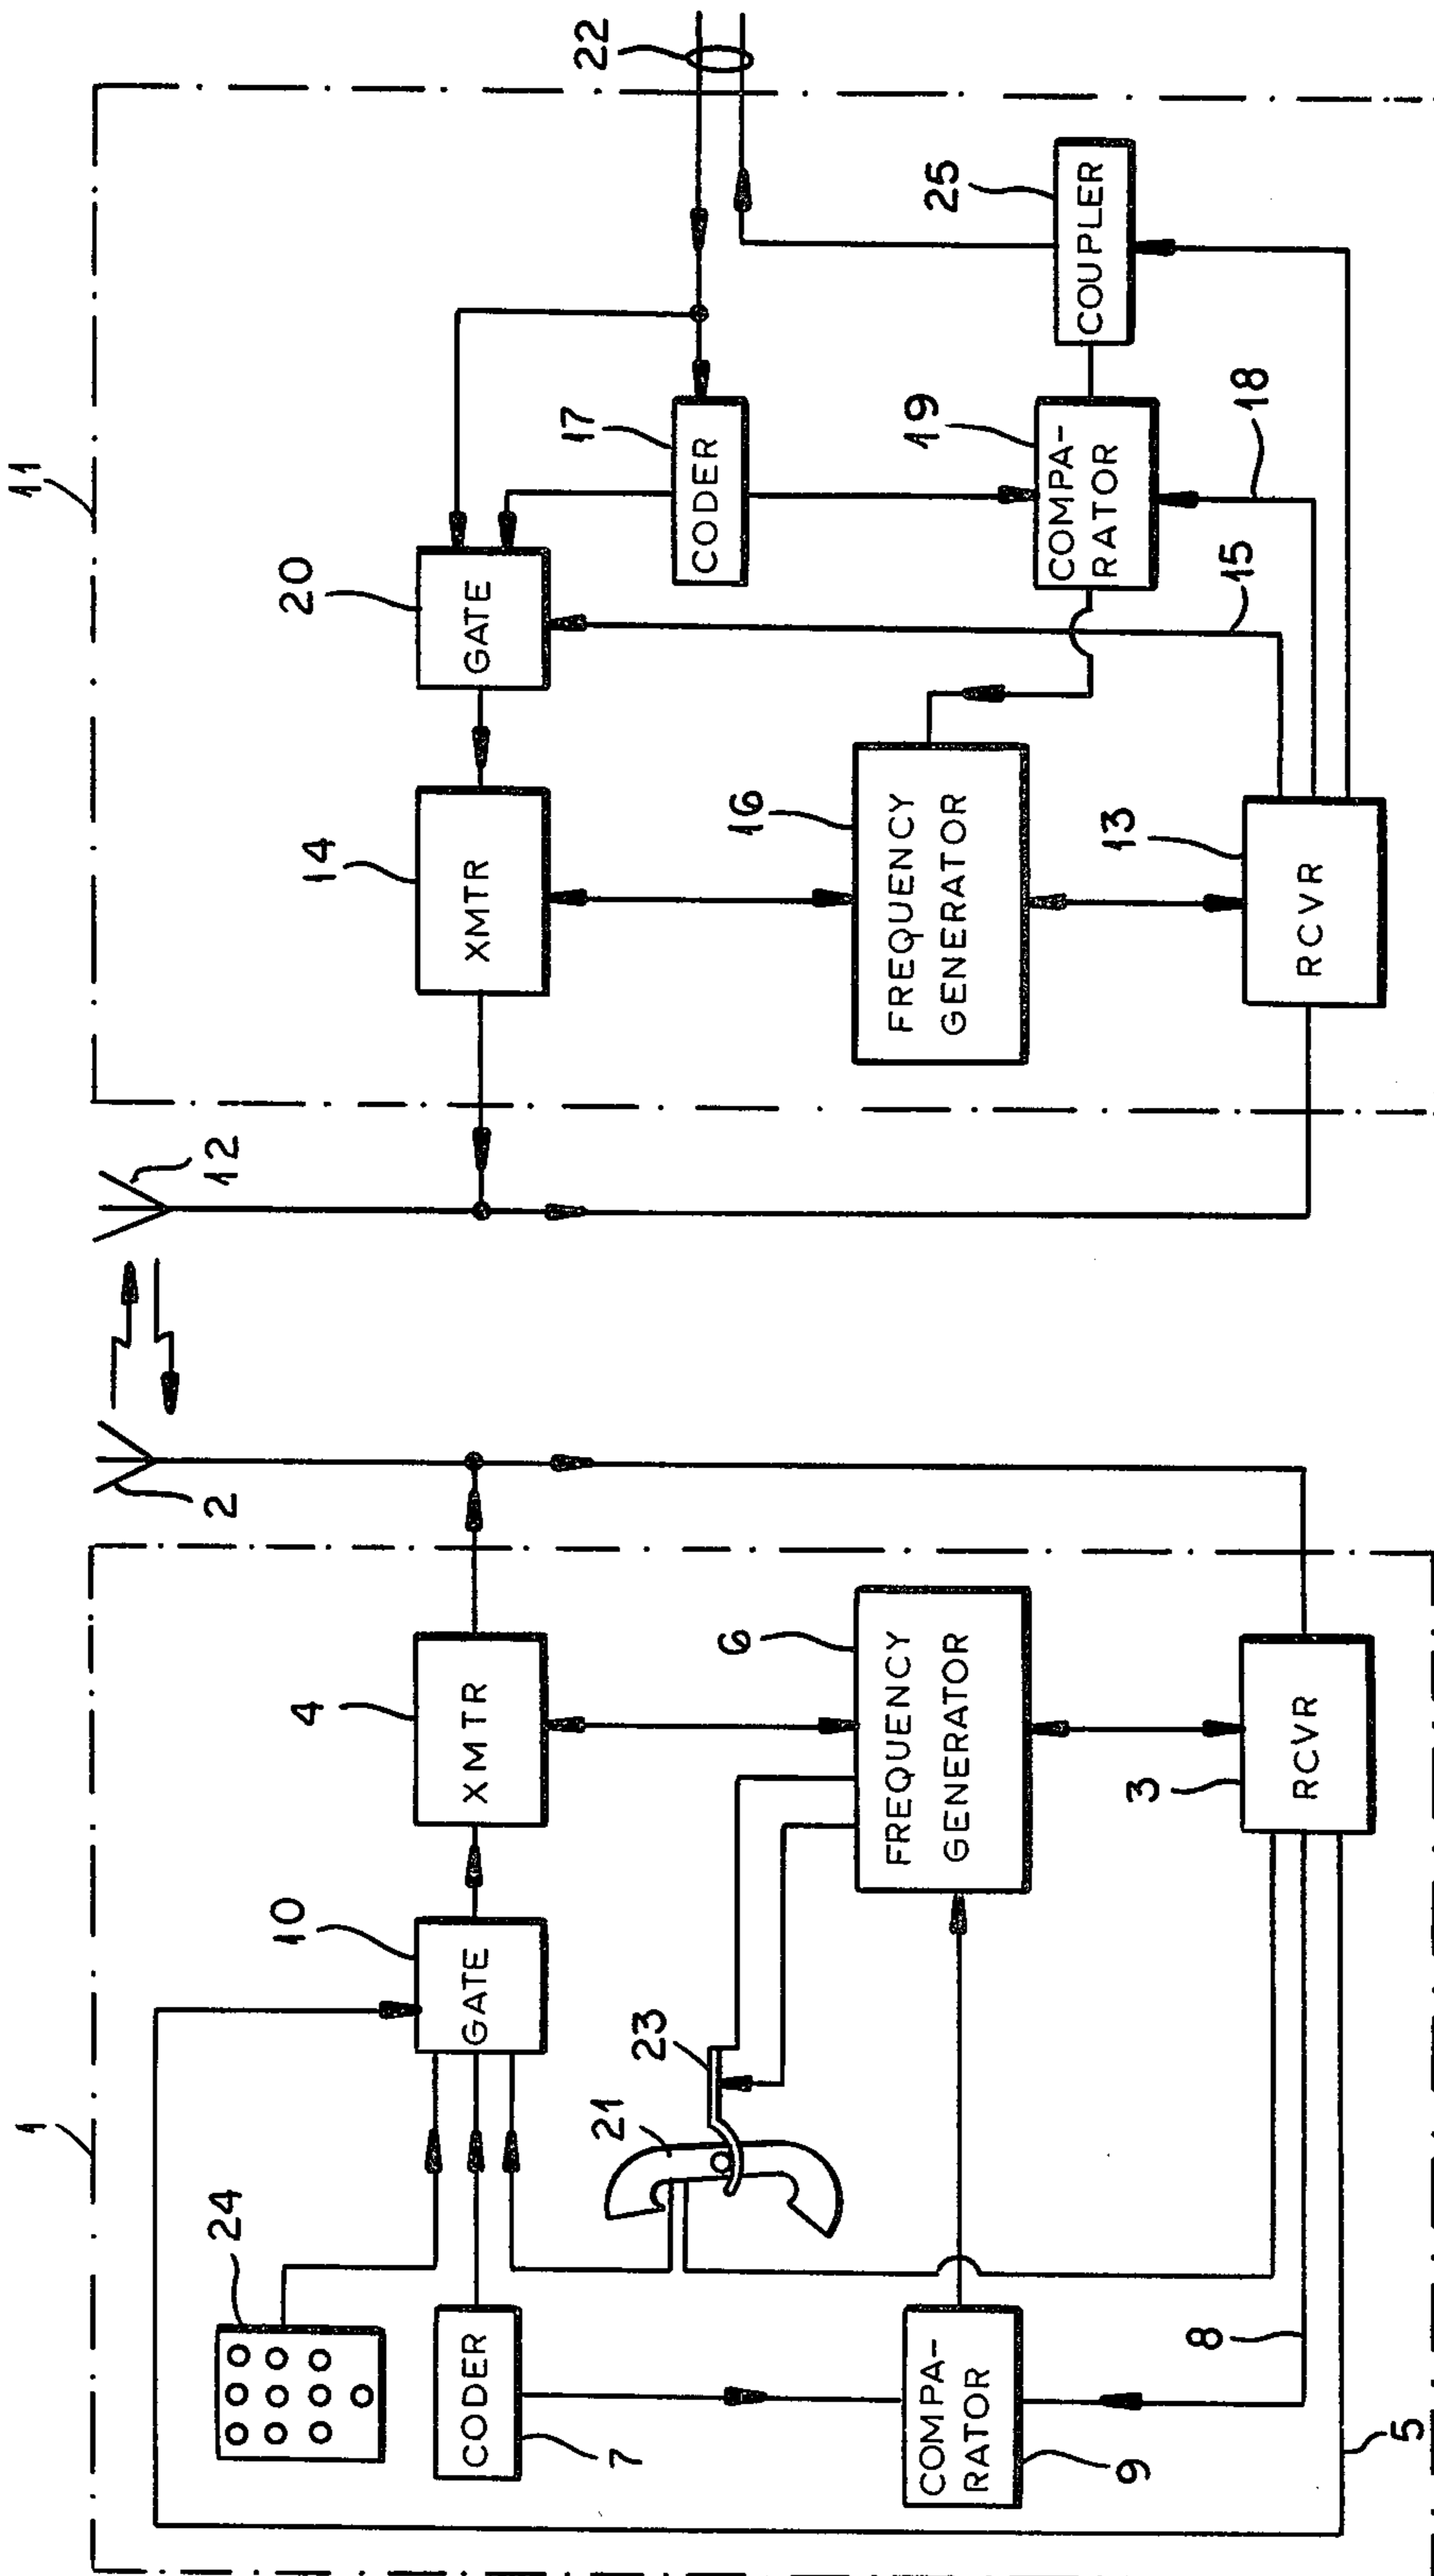 1
24
CODER
7
10
GATE
4
XMTR
2
21
23
6
FREQUENCY
GENERATOR
COMPA-
RATOR
9
8
5
3
RCVR
11
12
14
XMTR
20
GATE
17
CODER
22
16
FREQUENCY
GENERATOR
19
COMPA-
RATOR
25
COUPLER
15
18
13
RCVR